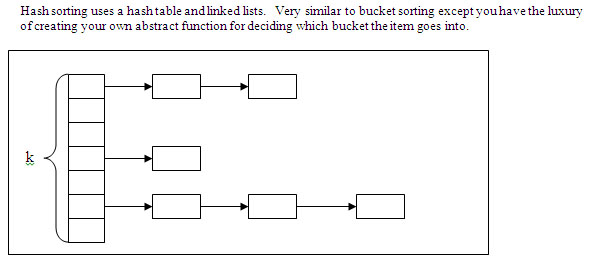 Hash sorting uses a hash table and linked lists. Very similar to bucket sorting except you have the luxury
of creating your own abstract function for deciding which bucket the item goes into.
k